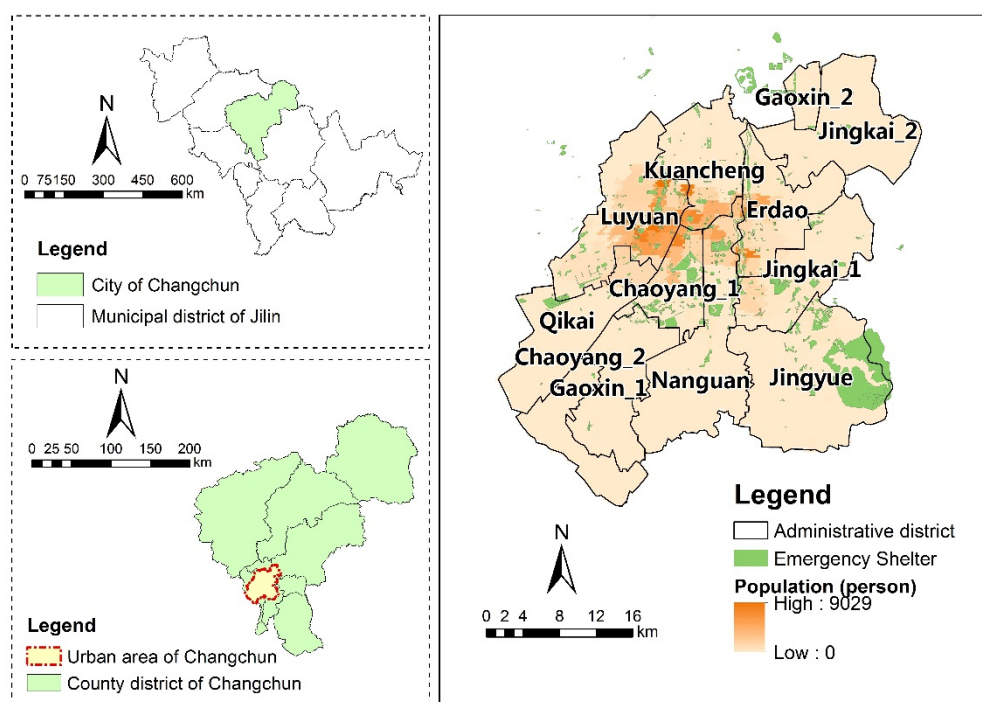 N
0 75 150 300 450 600
km
Legend
City of Changchun
Municipal district of Jilin
N
0 25 50 100 150 200
km
Legend
Urban area of Changchun
County district of Changchun
Gaoxin_2
Jingkai_2
Kuancheng
Luyuan
Erdao
Jingkai_1
Chaoyang_1
Qikai
Chaoyang_2
Gaoxin_1
Nanguan
Jingyue
N
0 2 4 8 12 16
km
Legend
Administrative district
Emergency Shelter
Population (person)
High : 9029
Low : 0